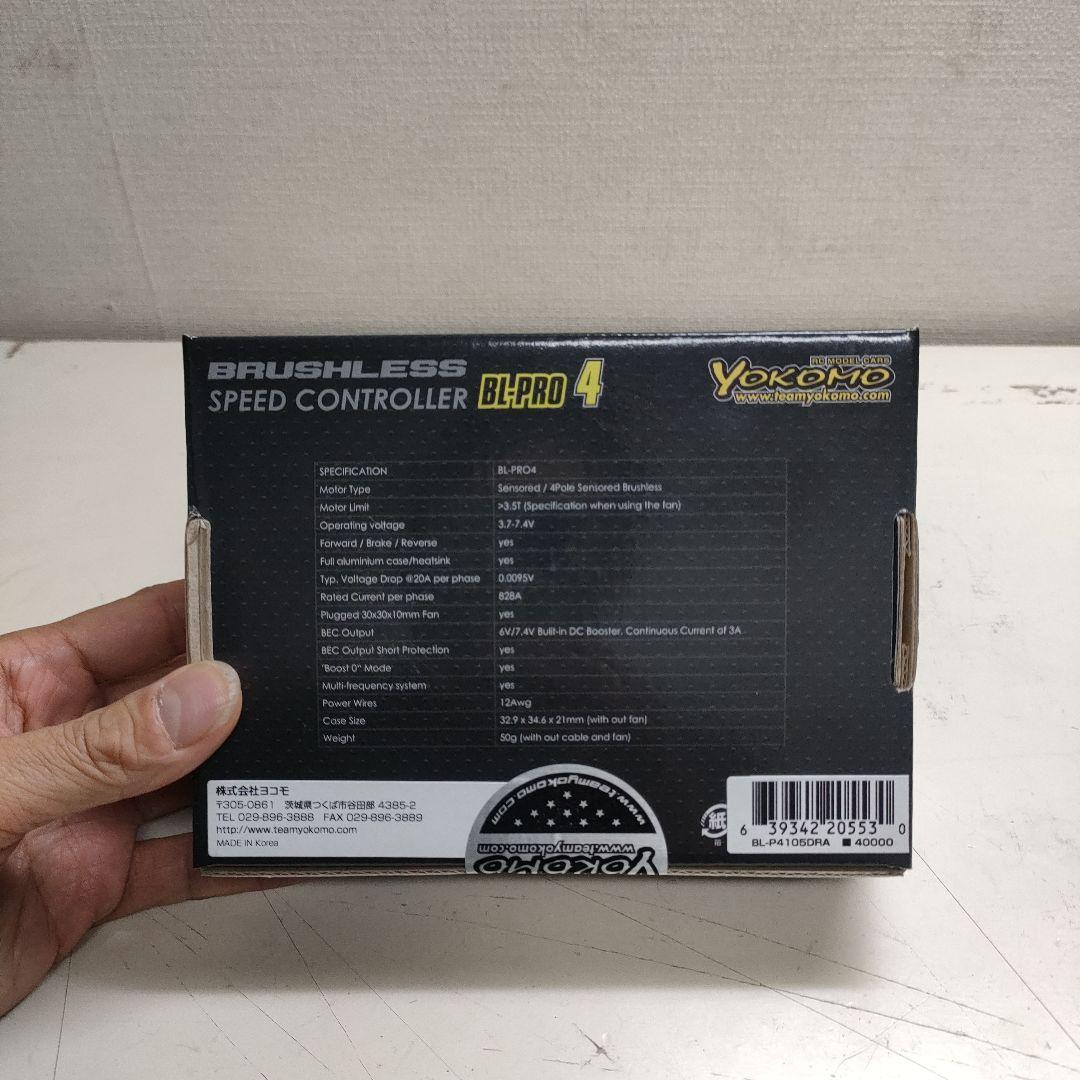 BRUSHLESS
SPEED CONTROLLER BL-PRO 4
RC MODEL CARS
YOKOMO
www.teamyokomo.com
SPECIFICATION BL-PRO4
Motor Type Sensored / 4Pole Sensored Brushless
Motor Limit >3.5T (Specification when using the fan)
Operating voltage 3.7-7.4V
Forward / Brake / Reverse yes
Full aluminium case/heatsink yes
Typ. Voltage Drop @20A per phase 0.0095V
Rated Current per phase 828A
Plugged 30x30x10mm Fan yes
BEC Output 6V/7.4V Built-in DC Booster, Continuous Current of 3A
BEC Output Short Protection yes
"Boost 0" Mode yes
Multi-frequency system yes
Power Wires 12Awg
Case Size 32.9 x 34.6 x 21mm (with out fan)
Weight 50g (with out cable and fan)
株式会社ヨコモ
〒305-0861 茨城県つくば市谷田部 4385-2
TEL 029-896-3888 FAX 029-896-3889
http://www.teamyokomo.com
MADE IN Korea
www.teamyokomo.com
YOKOMO
www.teamyokomo.com
紙
6 39342 20553 0
BL-P4105DRA ■40000